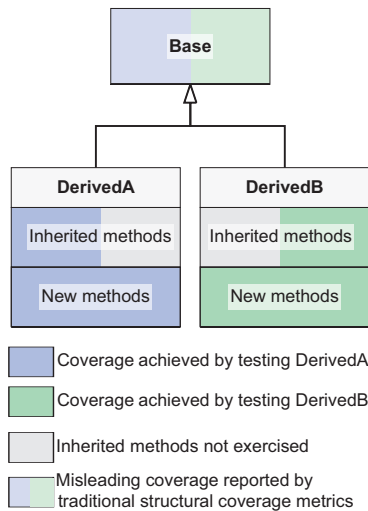 Base
DerivedA
DerivedB
Inherited methods
Inherited methods
New methods
New methods
Coverage achieved by testing DerivedA
Coverage achieved by testing DerivedB
Inherited methods not exercised
Misleading coverage reported by
traditional structural coverage metrics